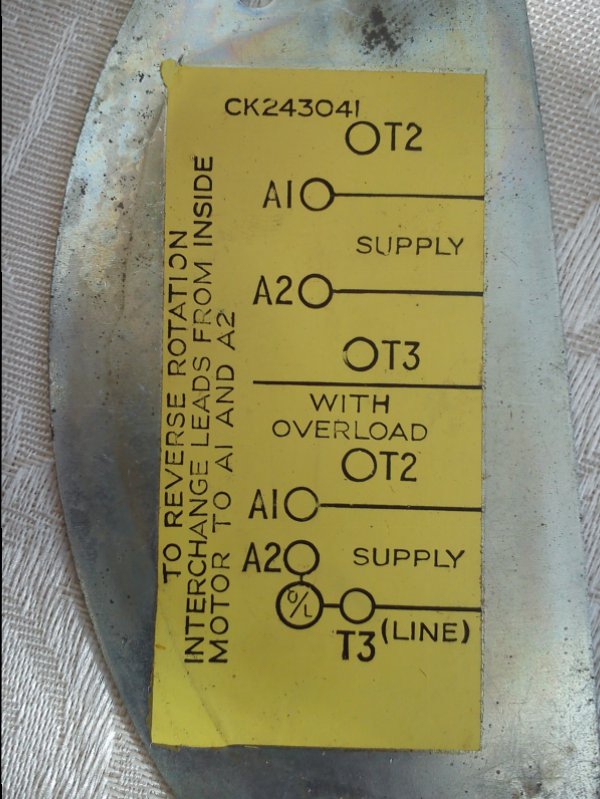 CK243041
T2
A1
SUPPLY
A2
T3
WITH
OVERLOAD
T2
A1
A2 SUPPLY
O/L
T3 (LINE)
TO REVERSE ROTATION
INTERCHANGE LEADS FROM INSIDE
MOTOR TO A1 AND A2